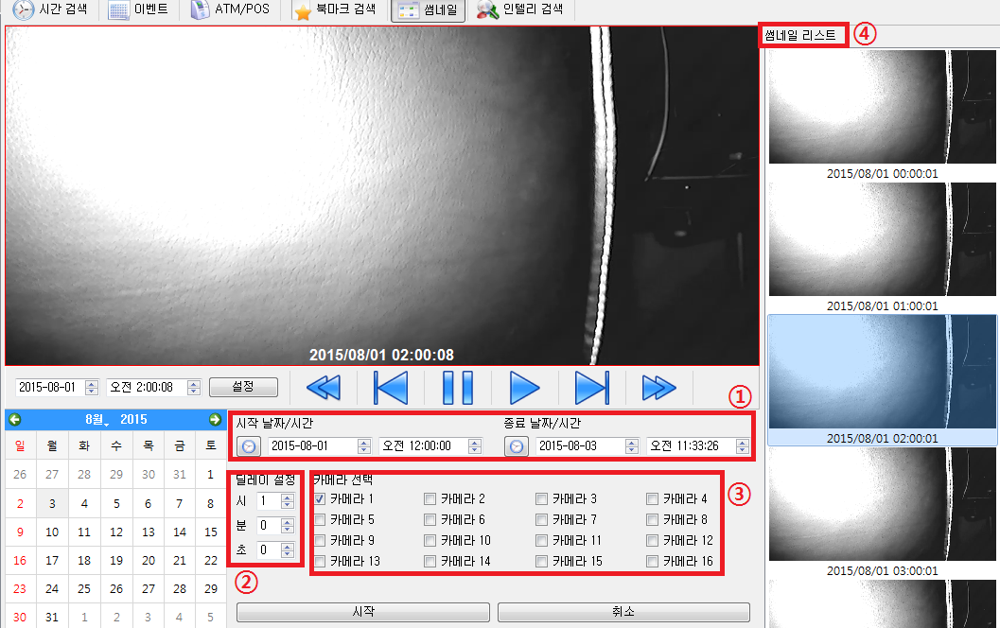 시간 검색 이벤트 ATM/POS 북마크 검색 썸네일 인텔리 검색
2015/08/01 02:00:08
썸네일 리스트 ④
2015/08/01 00:00:01
2015/08/01 01:00:01
2015/08/01 02:00:01
2015/08/01 03:00:01
2015-08-01 오전 2:00:08 설정
①
8월, 2015
일 월 화 수 목 금 토
26 27 28 29 30 31 1
2 3 4 5 6 7 8
9 10 11 12 13 14 15
16 17 18 19 20 21 22
23 24 25 26 27 28 29
30 31 1 2 3 4 5
시작 날짜/시간 종료 날짜/시간
2015-08-01 오전 12:00:00 2015-08-03 오전 11:33:26
딜레이 설정
시 1
분 0
초 0
②
카메라 선택
③
카메라 1 카메라 2 카메라 3 카메라 4
카메라 5 카메라 6 카메라 7 카메라 8
카메라 9 카메라 10 카메라 11 카메라 12
카메라 13 카메라 14 카메라 15 카메라 16
시작 취소